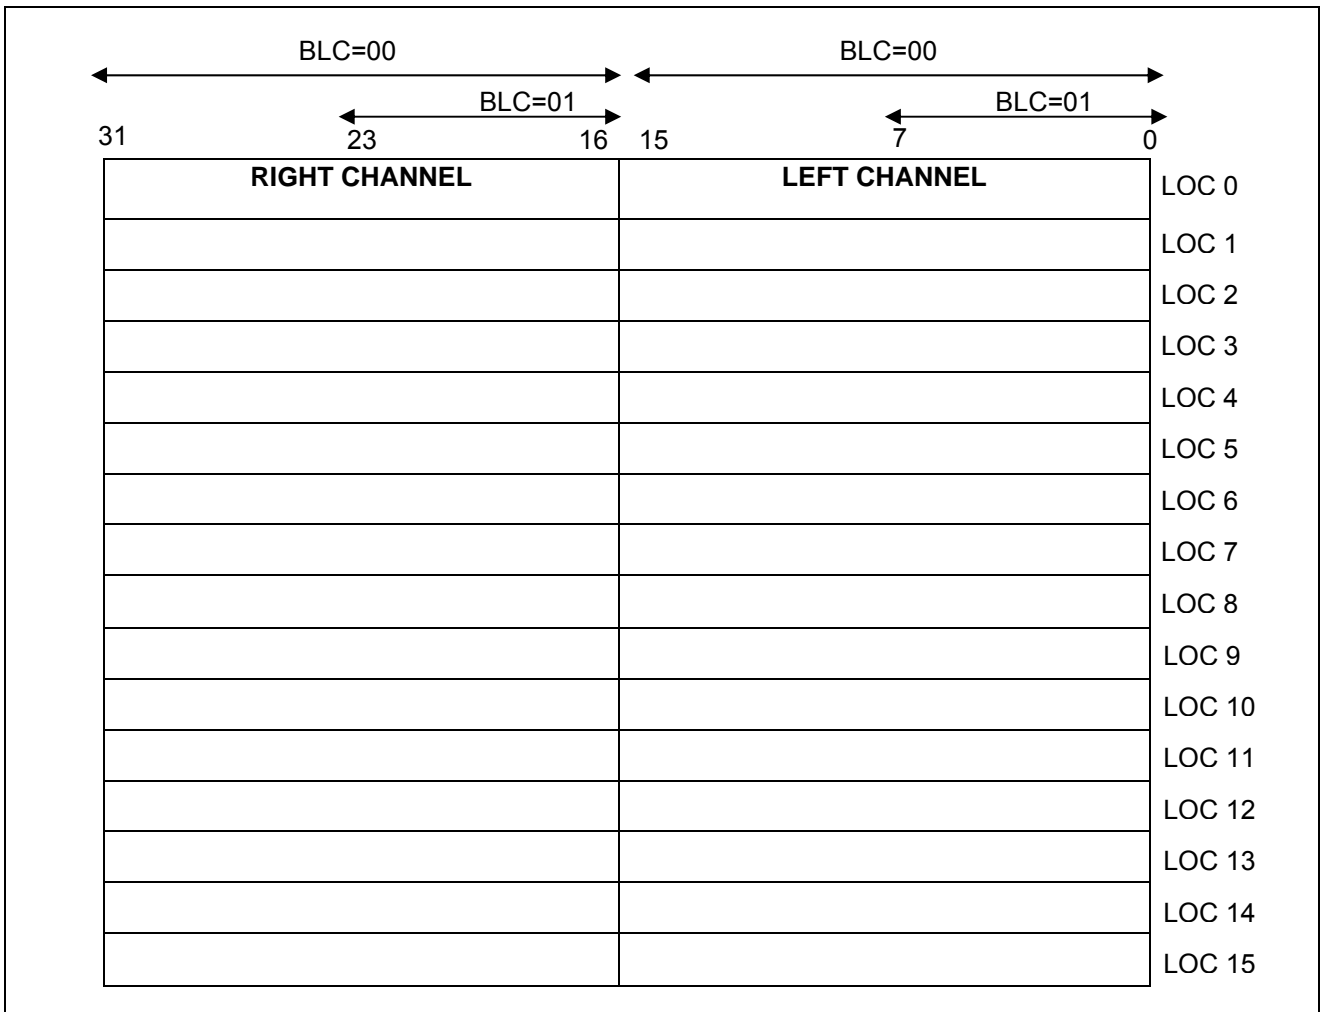 BLC=00 BLC=00
BLC=01 BLC=01
31 23 16 15 7 0
RIGHT CHANNEL LEFT CHANNEL LOC 0
LOC 1
LOC 2
LOC 3
LOC 4
LOC 5
LOC 6
LOC 7
LOC 8
LOC 9
LOC 10
LOC 11
LOC 12
LOC 13
LOC 14
LOC 15